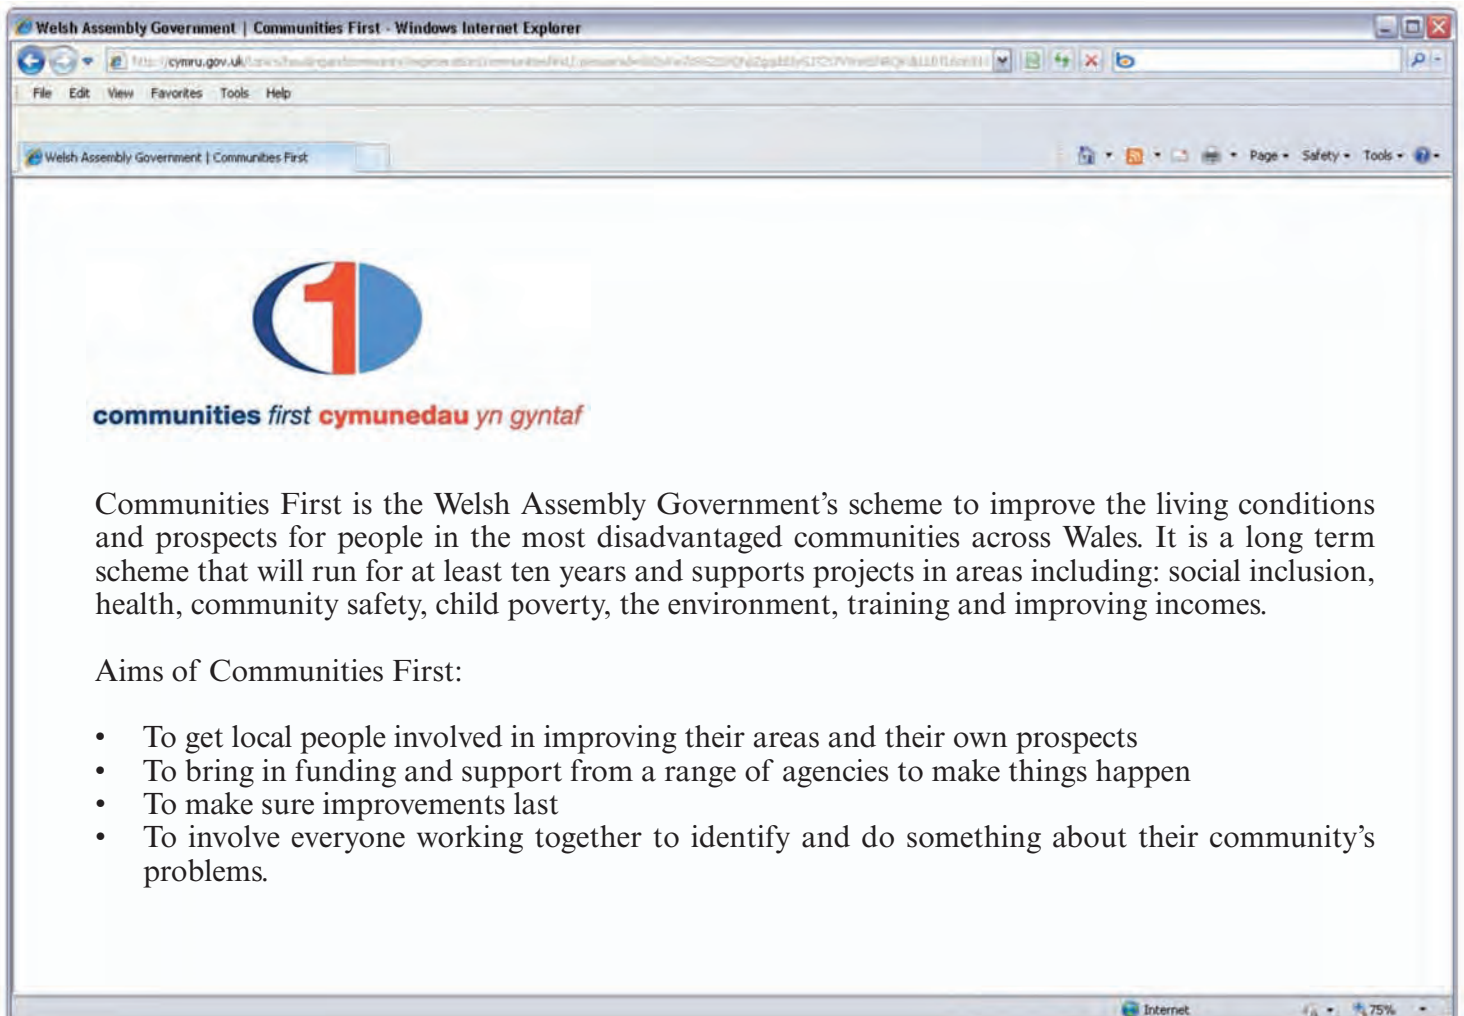 Welsh Assembly Government | Communities First - Windows Internet Explorer
cymru.gov.uk
File Edit View Favorites Tools Help
Welsh Assembly Government | Communities First
Page Safety Tools
1
communities first cymunedau yn gyntaf
Communities First is the Welsh Assembly Government’s scheme to improve the living conditions
and prospects for people in the most disadvantaged communities across Wales. It is a long term
scheme that will run for at least ten years and supports projects in areas including: social inclusion,
health, community safety, child poverty, the environment, training and improving incomes.
Aims of Communities First:
• To get local people involved in improving their areas and their own prospects
• To bring in funding and support from a range of agencies to make things happen
• To make sure improvements last
• To involve everyone working together to identify and do something about their community’s
problems.
Internet 75%